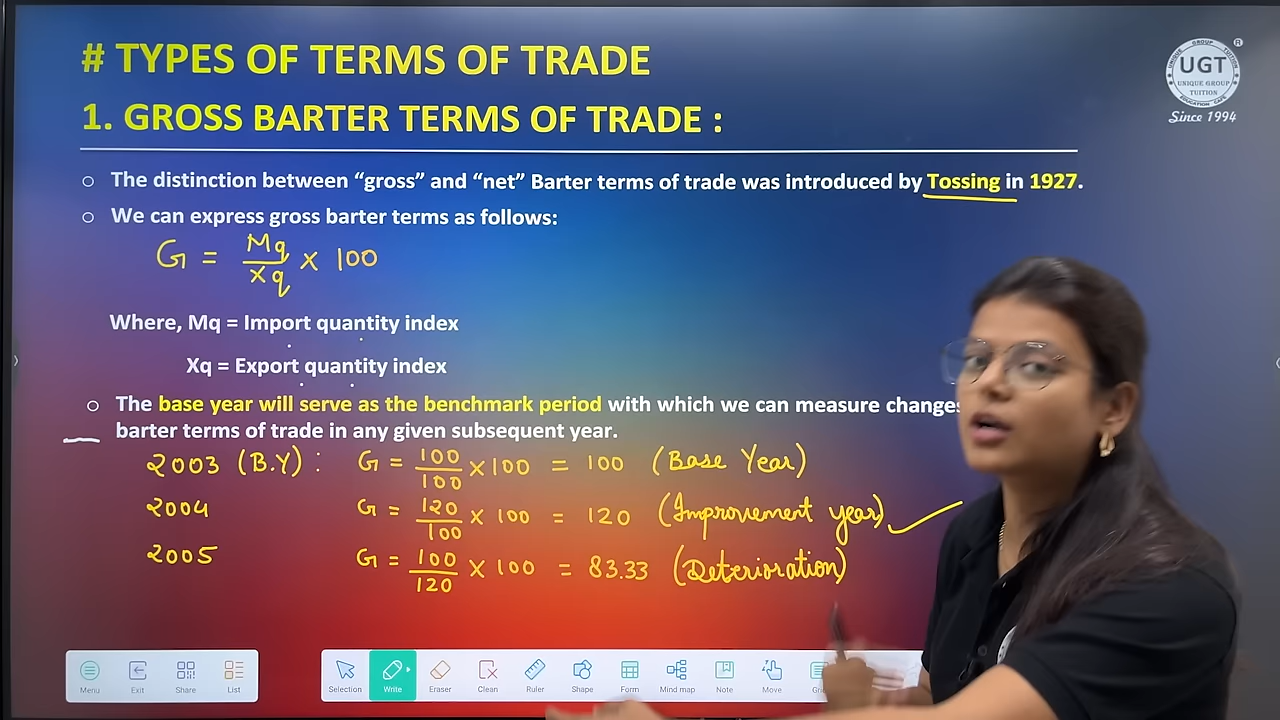 # TYPES OF TERMS OF TRADE
1. GROSS BARTER TERMS OF TRADE :
UNIQUE GROUP TUITION
UGT
UNIQUE GROUP
TUITION
EDUCATION CAFE
Since 1994
®
○ The distinction between “gross” and “net” Barter terms of trade was introduced by Tossing in 1927.
○ We can express gross barter terms as follows:
G = Mq/Xq × 100
Where, Mq = Import quantity index
Xq = Export quantity index
○ The base year will serve as the benchmark period with which we can measure changes
barter terms of trade in any given subsequent year.
2003 (B.Y) : G = 100/100 × 100 = 100 (Base Year)
2004 G = 120/100 × 100 = 120 (Improvement year)
2005 G = 100/120 × 100 = 83.33 (Deterioration)
Menu Exit Share List Selection Write Eraser Clean Ruler Shape Form Mind map Note Move